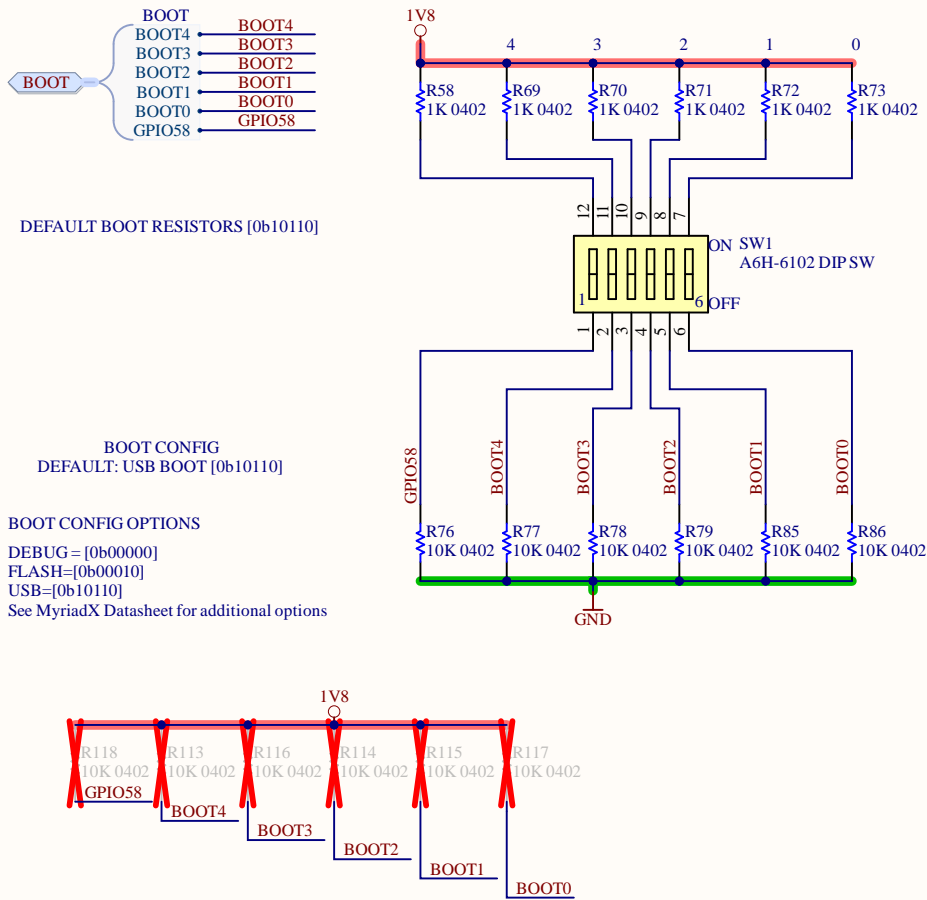 BOOT
BOOT
BOOT4
BOOT3
BOOT2
BOOT1
BOOT0
GPIO58
BOOT4
BOOT3
BOOT2
BOOT1
BOOT0
GPIO58
1V8
4
3
2
1
0
R58
1K 0402
R69
1K 0402
R70
1K 0402
R71
1K 0402
R72
1K 0402
R73
1K 0402
DEFAULT BOOT RESISTORS [0b10110]
12
11
10
9
8
7
ON
SW1
A6H-6102 DIP SW
1
6
OFF
1
2
3
4
5
6
BOOT CONFIG
DEFAULT: USB BOOT [0b10110]
GPIO58
BOOT4
BOOT3
BOOT2
BOOT1
BOOT0
BOOT CONFIG OPTIONS
DEBUG = [0b00000]
FLASH=[0b00010]
USB=[0b10110]
See MyriadX Datasheet for additional options
R76
10K 0402
R77
10K 0402
R78
10K 0402
R79
10K 0402
R85
10K 0402
R86
10K 0402
GND
1V8
R118
10K 0402
R113
10K 0402
R116
10K 0402
R114
10K 0402
R115
10K 0402
R117
10K 0402
GPIO58
BOOT4
BOOT3
BOOT2
BOOT1
BOOT0